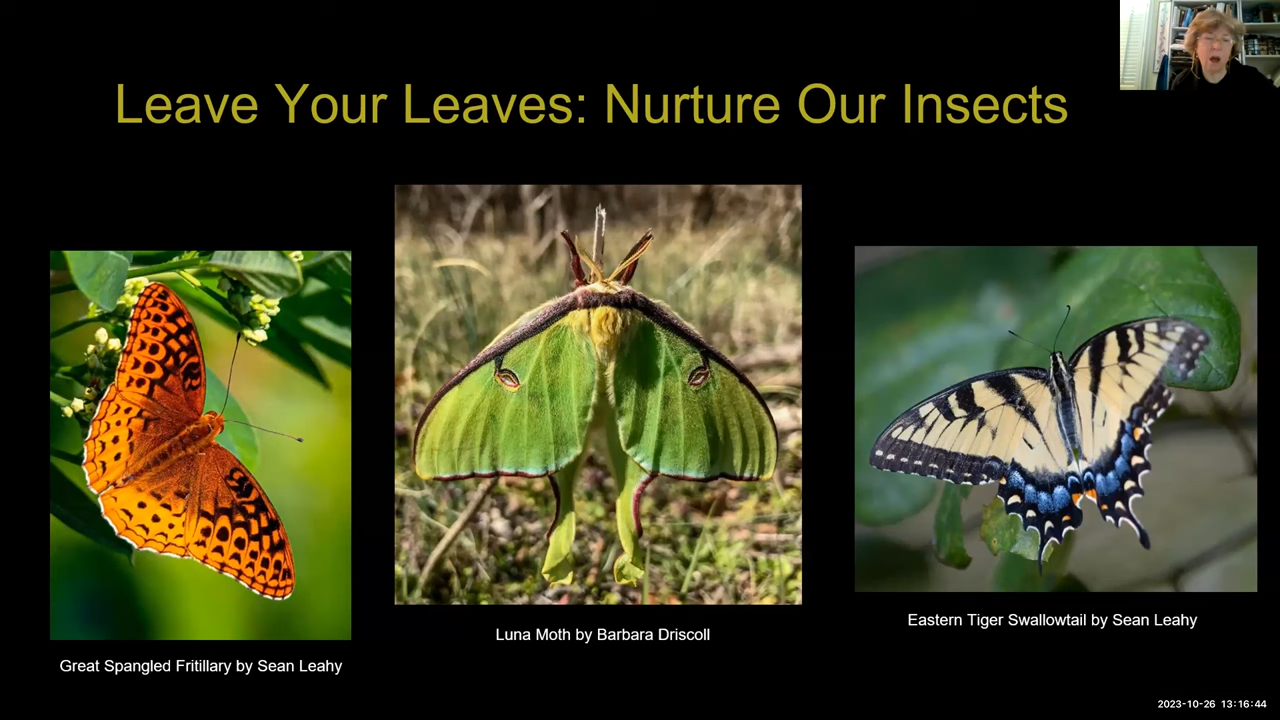 Leave Your Leaves: Nurture Our Insects
Great Spangled Fritillary by Sean Leahy
Luna Moth by Barbara Driscoll
Eastern Tiger Swallowtail by Sean Leahy
2023-10-26 13:16:44